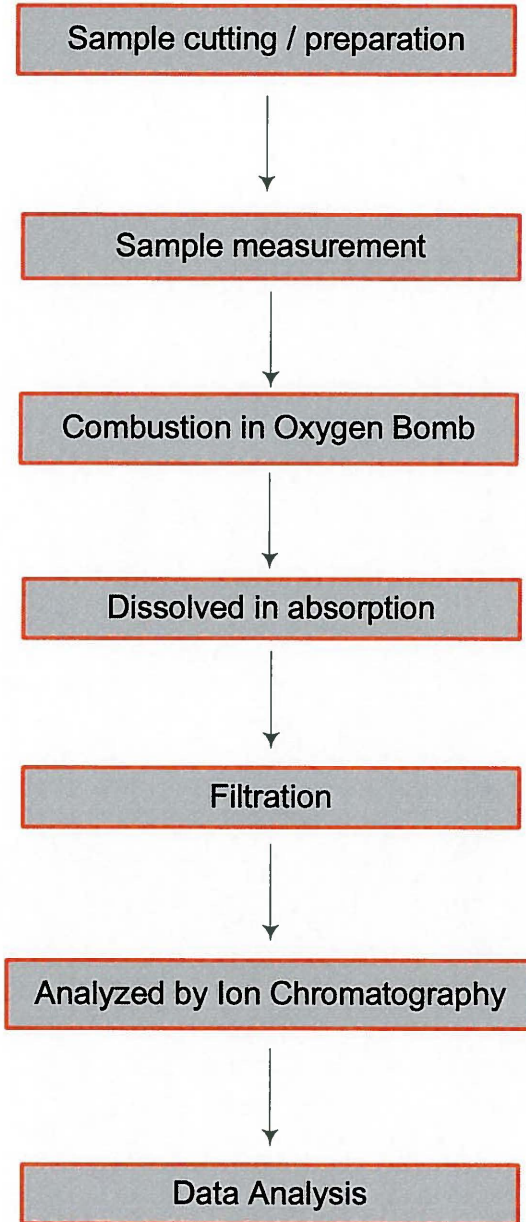 Sample cutting / preparation
Sample measurement
Combustion in Oxygen Bomb
Dissolved in absorption
Filtration
Analyzed by Ion Chromatography
Data Analysis